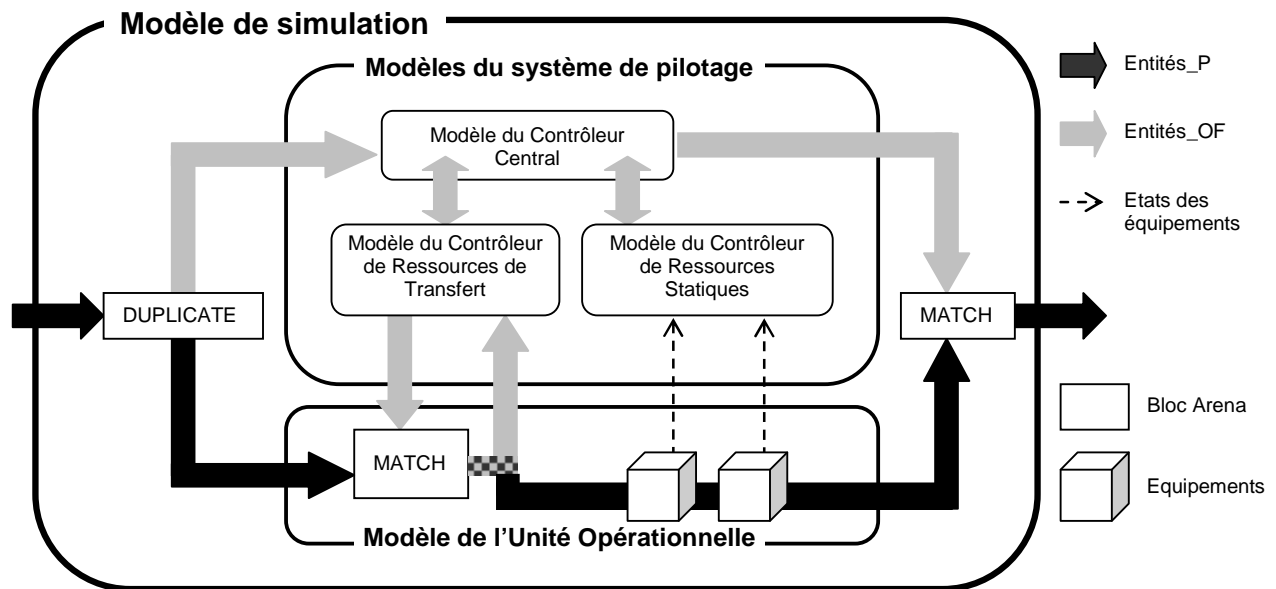 Modèle de simulation
Modèles du système de pilotage
Modèle du Contrôleur
Central
Modèle du Contrôleur
de Ressources de
Transfert
Modèle du Contrôleur
de Ressources
Statiques
DUPLICATE
MATCH
MATCH
Modèle de l’Unité Opérationnelle
Entités_P
Entités_OF
Etats des
équipements
Bloc Arena
Equipements